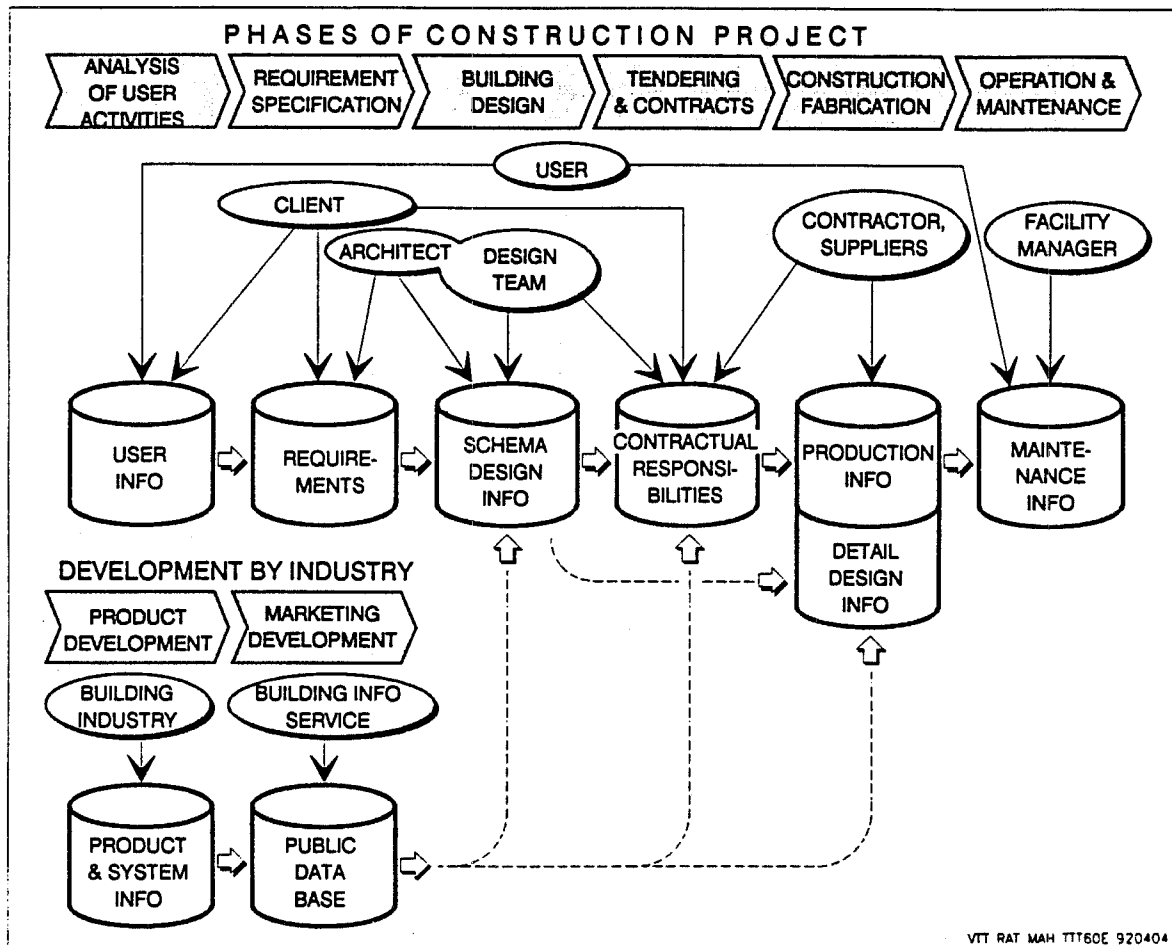 PHASES OF CONSTRUCTION PROJECT
ANALYSIS
OF USER
ACTIVITIES
REQUIREMENT
SPECIFICATION
BUILDING
DESIGN
TENDERING
& CONTRACTS
CONSTRUCTION
FABRICATION
OPERATION &
MAINTENANCE
USER
CLIENT
ARCHITECT
DESIGN
TEAM
CONTRACTOR,
SUPPLIERS
FACILITY
MANAGER
USER
INFO
REQUIRE-
MENTS
SCHEMA
DESIGN
INFO
CONTRACTUAL
RESPONSI-
BILITIES
PRODUCTION
INFO
MAINTE-
NANCE
INFO
DETAIL
DESIGN
INFO
DEVELOPMENT BY INDUSTRY
PRODUCT
DEVELOPMENT
MARKETING
DEVELOPMENT
BUILDING
INDUSTRY
BUILDING INFO
SERVICE
PRODUCT
& SYSTEM
INFO
PUBLIC
DATA
BASE
VTT RAT MAH TTT60E 920404